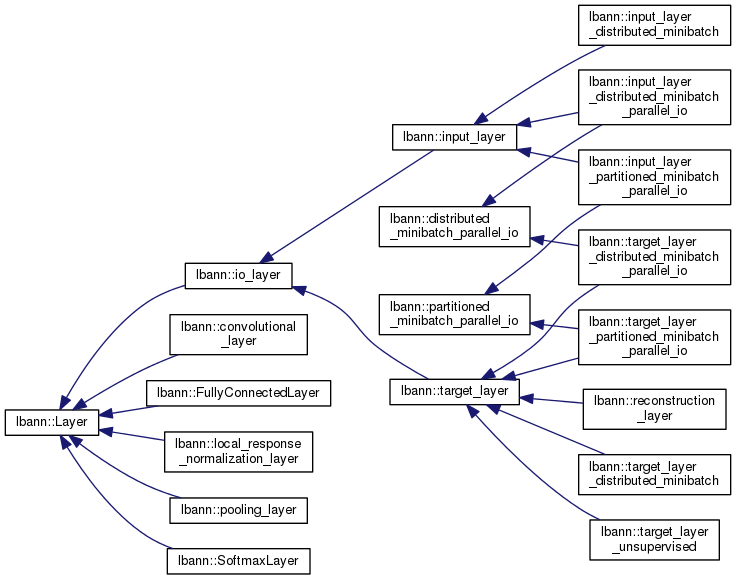 lbann::input_layer
_distributed_minibatch
lbann::input_layer
_distributed_minibatch
_parallel_io
lbann::input_layer
lbann::input_layer
_partitioned_minibatch
_parallel_io
lbann::distributed
_minibatch_parallel_io
lbann::target_layer
_distributed_minibatch
_parallel_io
lbann::io_layer
lbann::partitioned
_minibatch_parallel_io
lbann::convolutional
_layer
lbann::target_layer
_partitioned_minibatch
_parallel_io
lbann::FullyConnectedLayer
lbann::target_layer
lbann::reconstruction
_layer
lbann::Layer
lbann::local_response
_normalization_layer
lbann::target_layer
_distributed_minibatch
lbann::pooling_layer
lbann::target_layer
_unsupervised
lbann::SoftmaxLayer